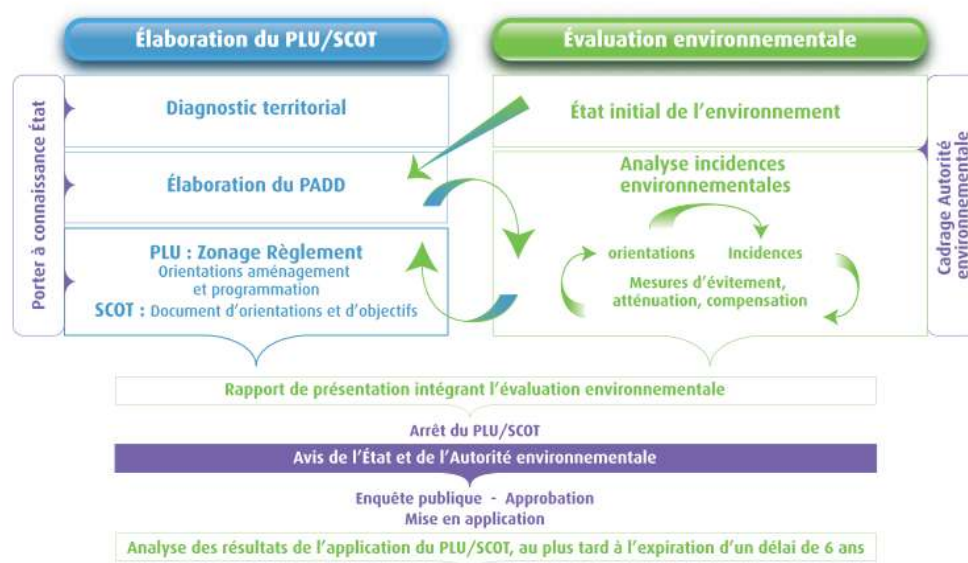 Élaboration du PLU/SCOT
Évaluation environnementale
Porter à connaissance État
Diagnostic territorial
État initial de l'environnement
Cadrage Autorité
environnementale
Élaboration du PADD
Analyse incidences
environnementales
PLU : Zonage Règlement
Orientations aménagement
et programmation
SCOT : Document d'orientations et d'objectifs
orientations
Incidences
Mesures d'évitement,
atténuation, compensation
Rapport de présentation intégrant l'évaluation environnementale
Arrêt du PLU/SCOT
Avis de l'État et de l'Autorité environnementale
Enquête publique - Approbation
Mise en application
Analyse des résultats de l'application du PLU/SCOT, au plus tard à l'expiration d'un délai de 6 ans